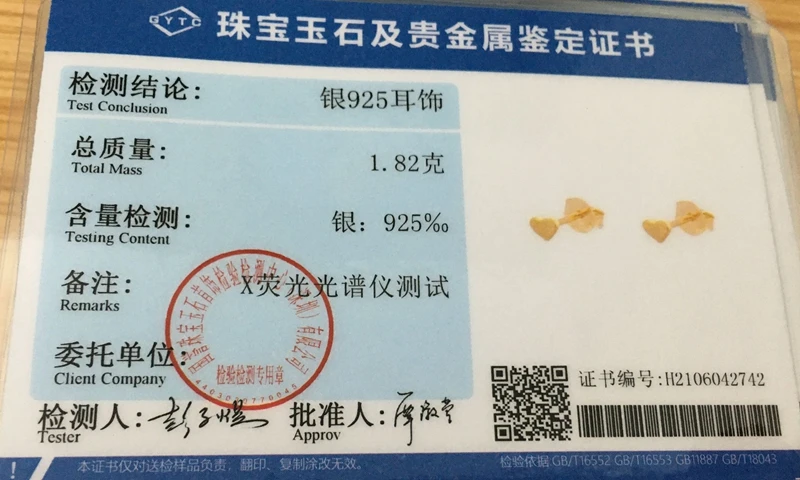 GYTC 珠宝玉石及贵金属鉴定证书
检测结论: 银925耳饰
Test Conclusion
总质量: 1.82克
Total Mass
含量检测: 银: 925‰
Testing Content
备注: X荧光光谱仪测试
Remarks
委托单位:
Client Company
检验检测专用章
证书编号:H2106042742
检测人: 批准人:
Tester Approv
本证书仅对送检样品负责，翻印、复制涂改无效。 检验依据:GB/T16552 GB/T16553 GB11887 GB/T18043